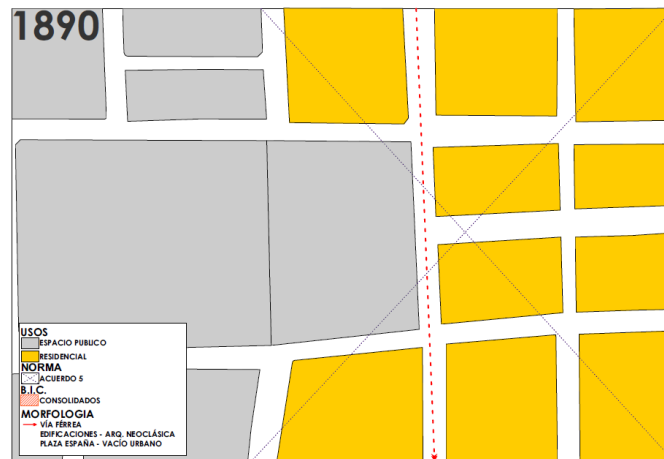 1890
USOS
ESPACIO PUBLICO
RESIDENCIAL
NORMA
ACUERDO 5
B.I.C.
CONSOLIDADOS
MORFOLOGIA
VÍA FÉRREA
EDIFICACIONES - ARQ. NEOCLÁSICA
PLAZA ESPAÑA - VACÍO URBANO